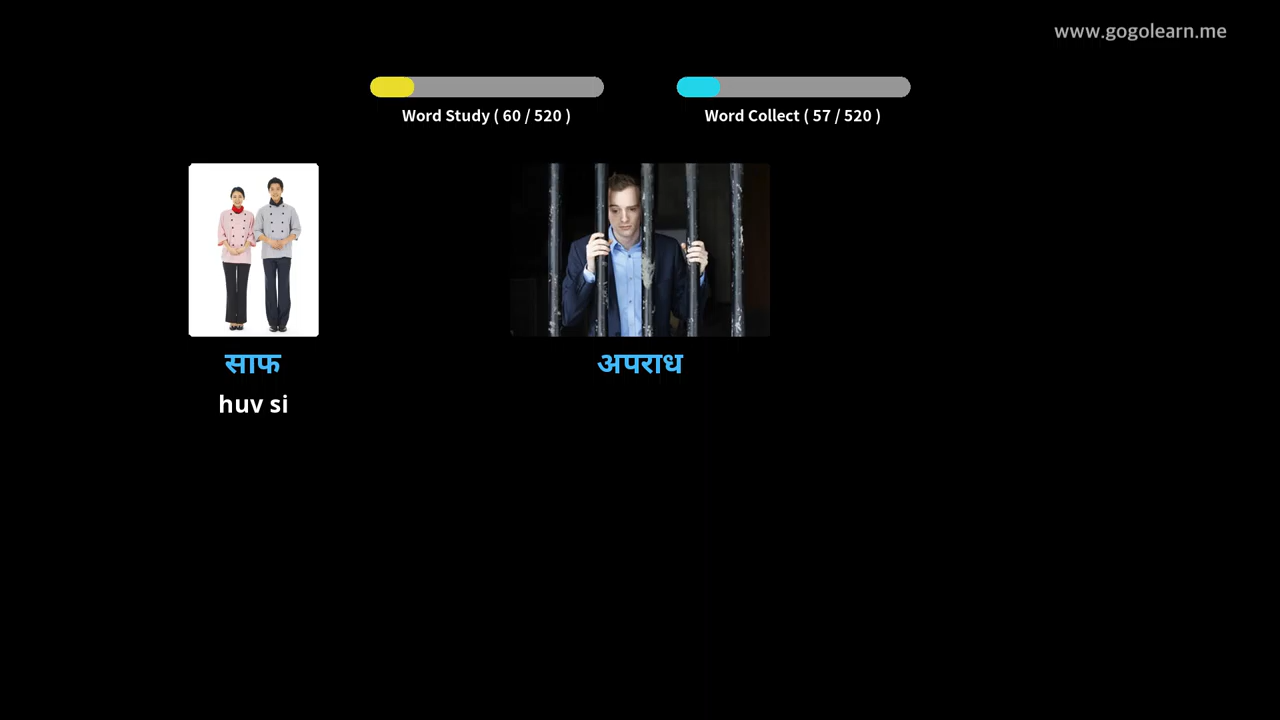 www.gogolearn.me
Word Study ( 60 / 520 )
Word Collect ( 57 / 520 )
साफ
huv si
अपराध